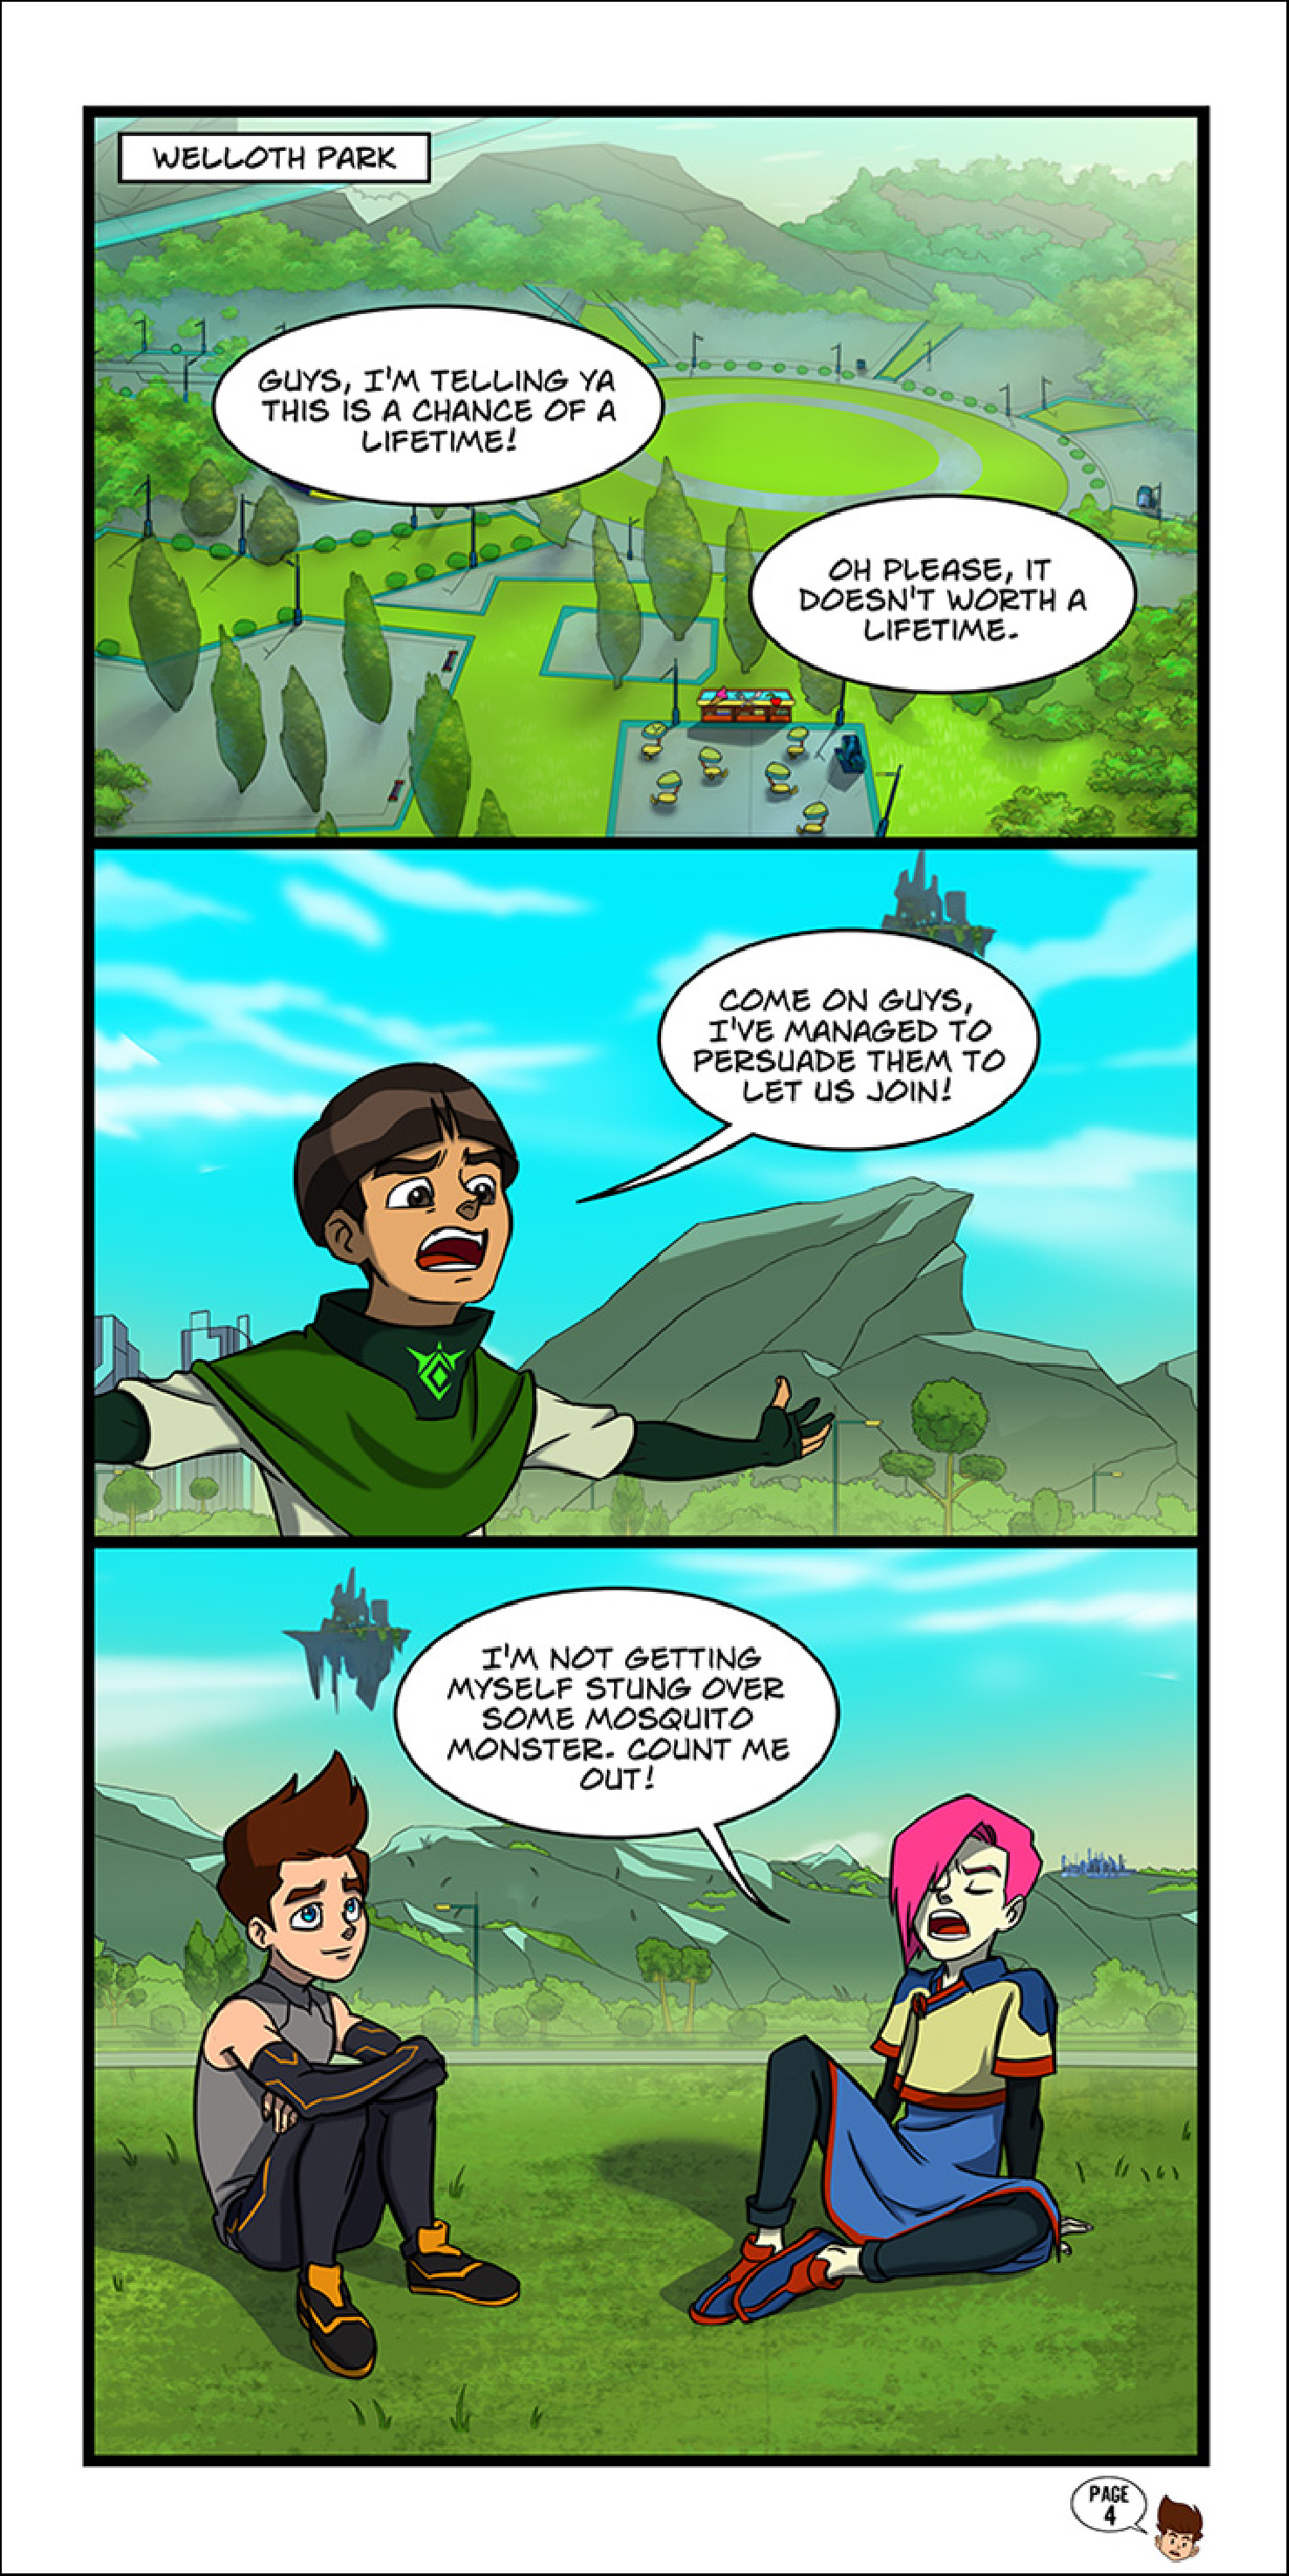 WELLOTH PARK
GUYS, I'M TELLING YA
THIS IS A CHANCE OF A
LIFETIME!
OH PLEASE, IT
DOESN'T WORTH A
LIFETIME.
COME ON GUYS,
I'VE MANAGED TO
PERSUADE THEM TO
LET US JOIN!
I'M NOT GETTING
MYSELF STUNG OVER
SOME MOSQUITO
MONSTER. COUNT ME
OUT!
PAGE
4